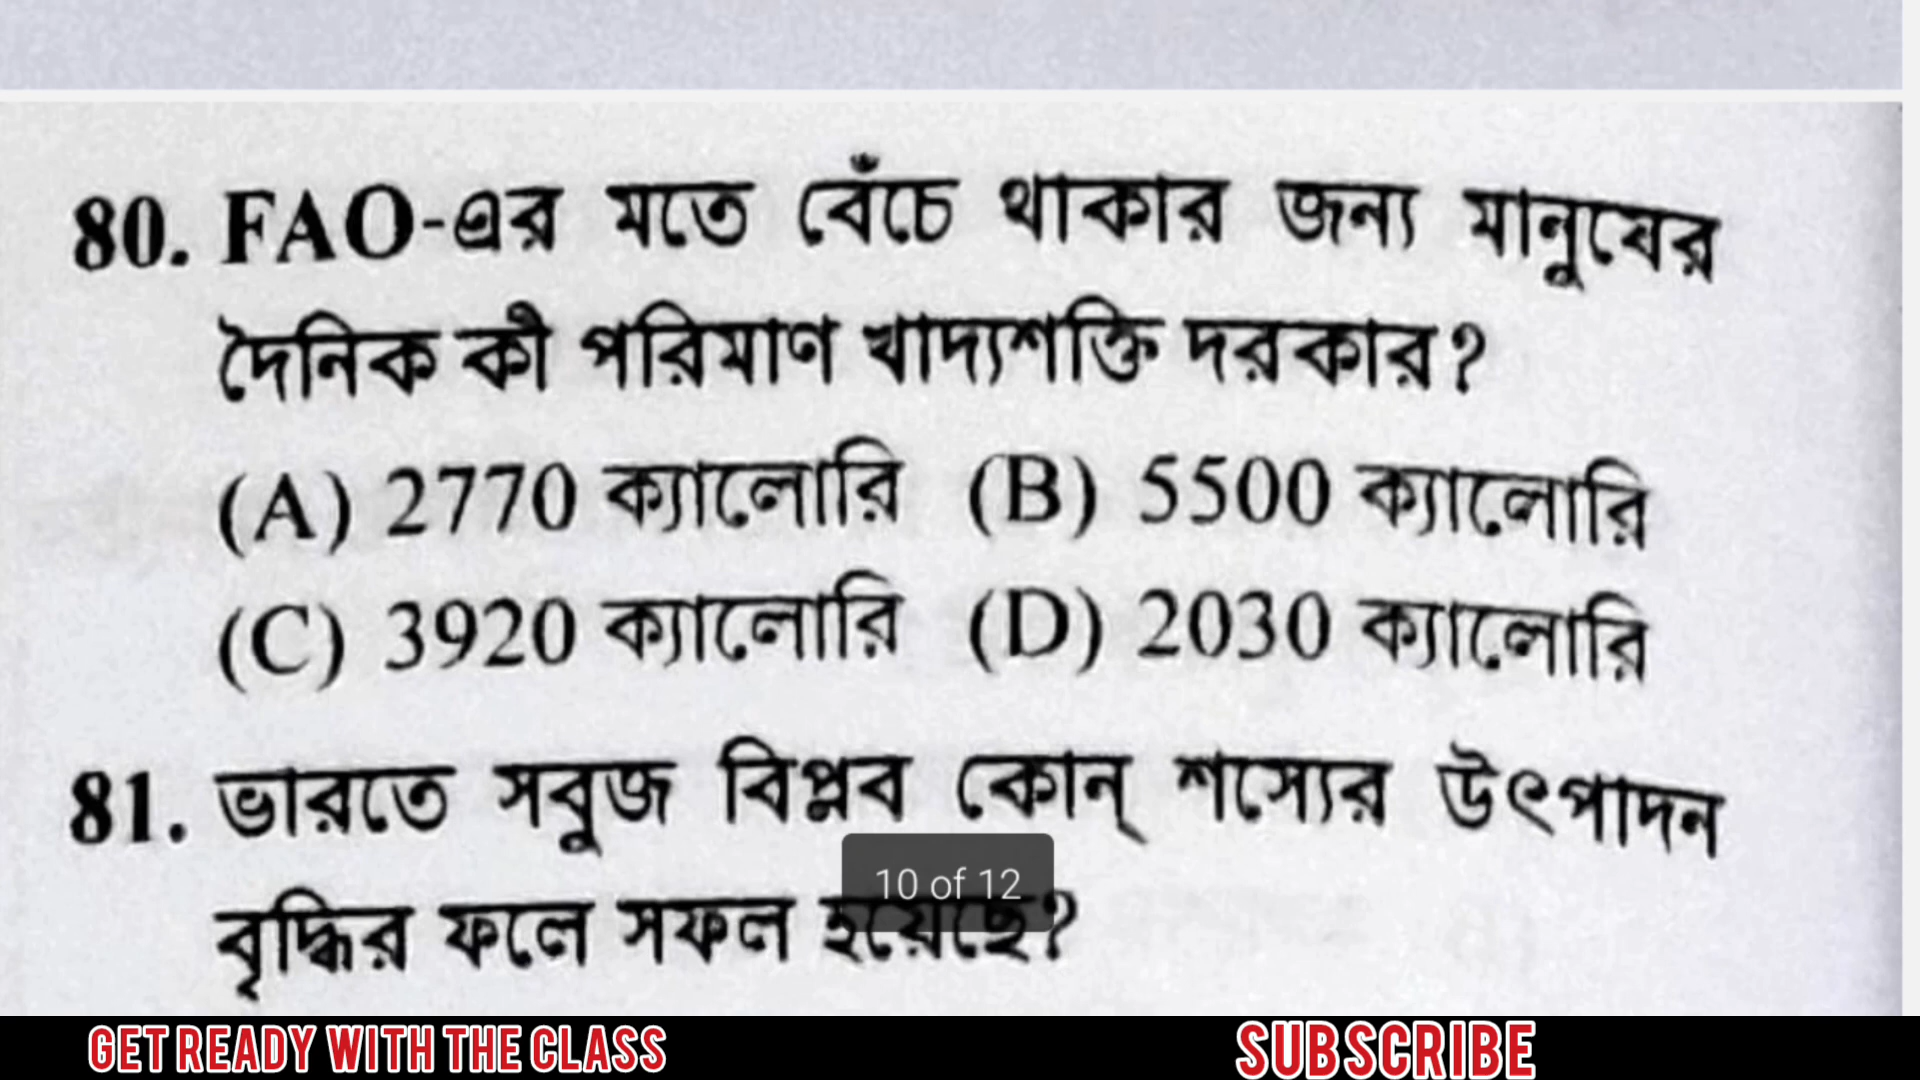 80. FAO-এর মতে বেঁচে থাকার জন্য মানুষের
দৈনিক কী পরিমাণ খাদ্যশক্তি দরকার?
(A) 2770 ক্যালোরি (B) 5500 ক্যালোরি
(C) 3920 ক্যালোরি (D) 2030 ক্যালোরি
81. ভারতে সবুজ বিপ্লব কোন্ শস্যের উৎপাদন
10 of 12
বৃদ্ধির ফলে সফল হয়েছে?
GET READY WITH THE CLASS
SUBSCRIBE